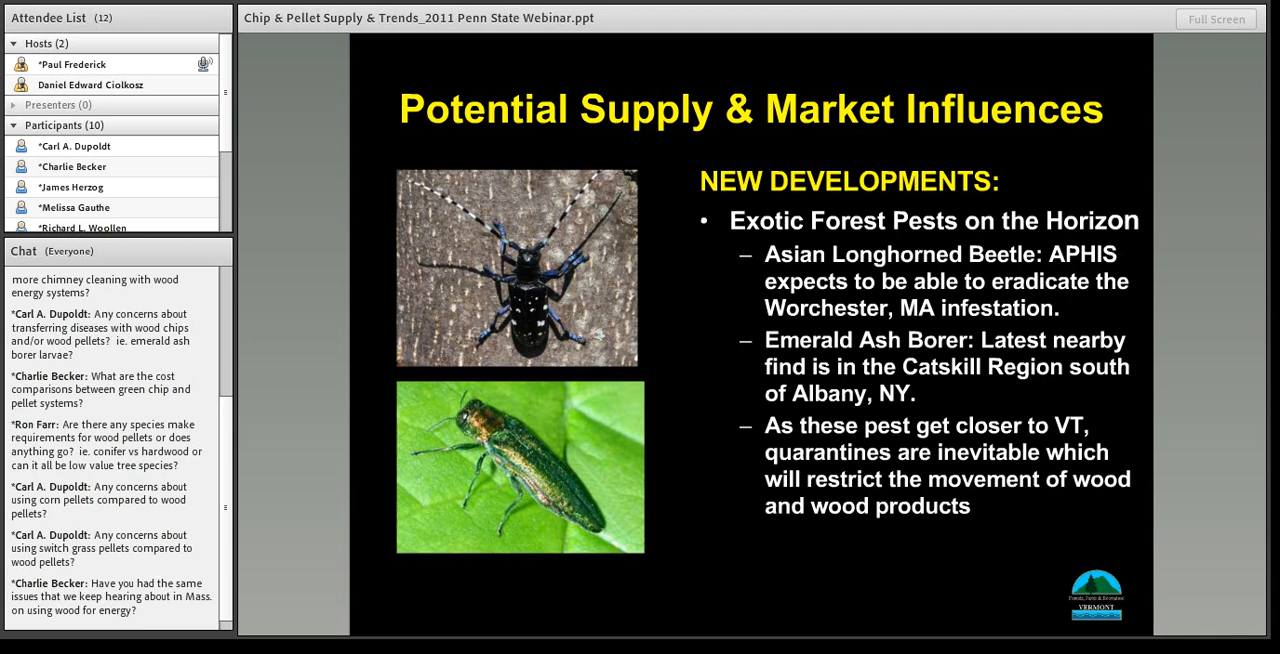 Attendee List (12)
Hosts (2)
*Paul Frederick
Daniel Edward Ciolkosz
Presenters (0)
Participants (10)
*Carl A. Dupoldt
*Charlie Becker
*James Herzog
*Melissa Gauthe
*Richard L. Woollen
Chat (Everyone)
more chimney cleaning with wood
energy systems?
*Carl A. Dupoldt: Any concerns about
transferring diseases with wood chips
and/or wood pellets? ie. emerald ash
borer larvae?
*Charlie Becker: What are the cost
comparisons between green chip and
pellet systems?
*Ron Farr: Are there any species make
requirements for wood pellets or does
anything go? ie. conifer vs hardwood or
can it all be low value tree species?
*Carl A. Dupoldt: Any concerns about
using corn pellets compared to wood
pellets?
*Carl A. Dupoldt: Any concerns about
using switch grass pellets compared to
wood pellets?
*Charlie Becker: Have you had the same
issues that we keep hearing about in Mass.
on using wood for energy?
Chip & Pellet Supply & Trends_2011 Penn State Webinar.ppt
Full Screen
Potential Supply & Market Influences
NEW DEVELOPMENTS:
• Exotic Forest Pests on the Horizon
– Asian Longhorned Beetle: APHIS
expects to be able to eradicate the
Worchester, MA infestation.
– Emerald Ash Borer: Latest nearby
find is in the Catskill Region south
of Albany, NY.
– As these pest get closer to VT,
quarantines are inevitable which
will restrict the movement of wood
and wood products
Forests, Parks & Recreation
VERMONT